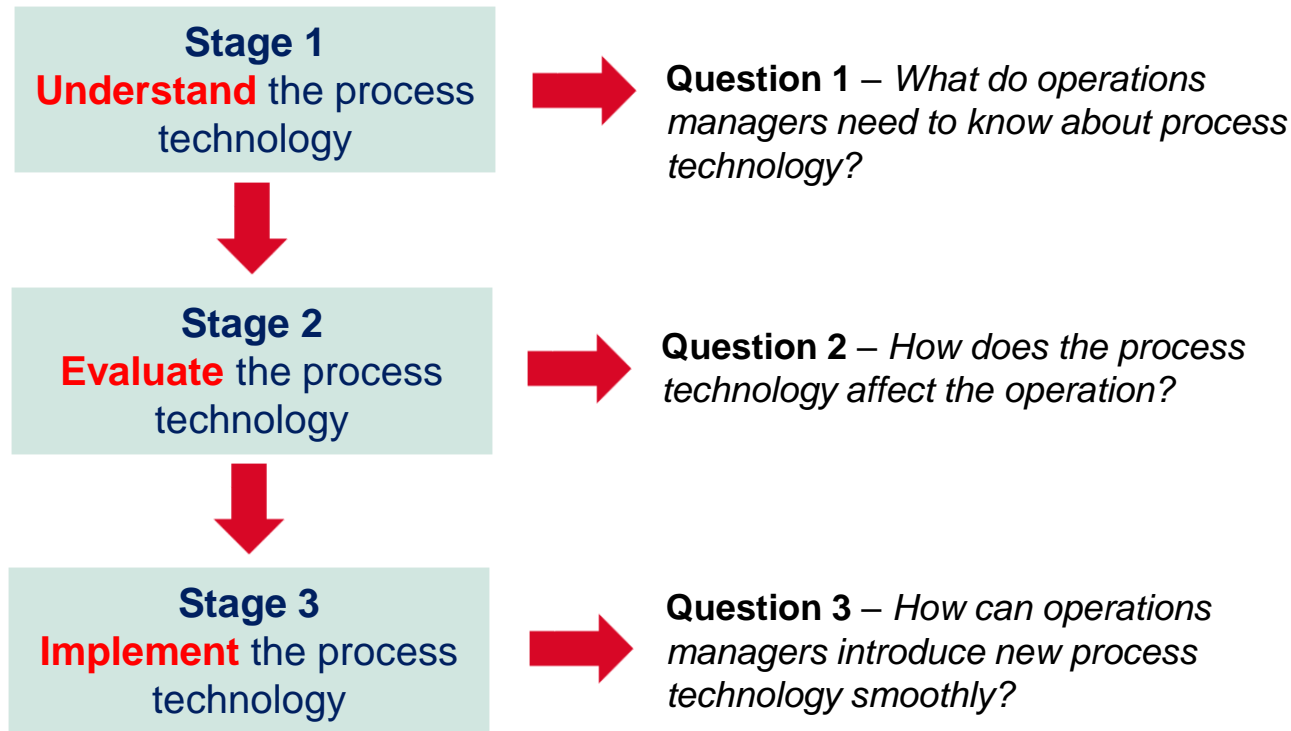 Stage 1
Understand the process
technology
Question 1 – What do operations
managers need to know about process
technology?
Stage 2
Evaluate the process
technology
Question 2 – How does the process
technology affect the operation?
Stage 3
Implement the process
technology
Question 3 – How can operations
managers introduce new process
technology smoothly?